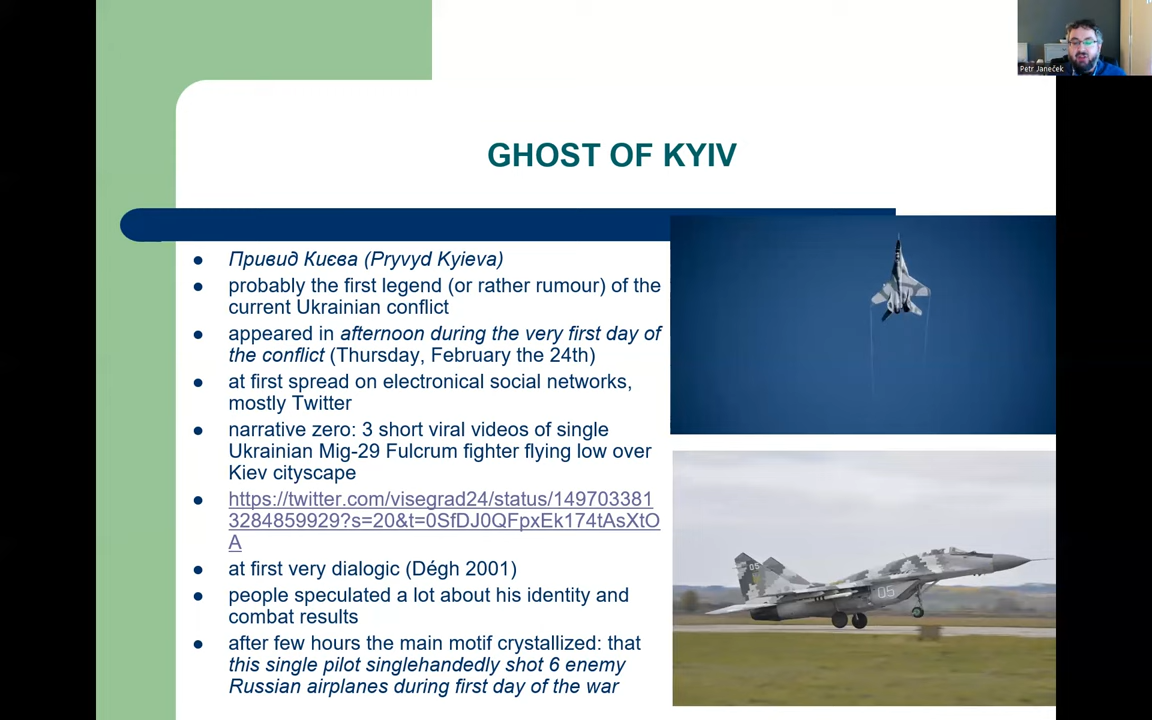 Petr Janeček
GHOST OF KYIV
Привид Києва (Pryvyd Kyieva)
probably the first legend (or rather rumour) of the
current Ukrainian conflict
appeared in afternoon during the very first day of
the conflict (Thursday, February the 24th)
at first spread on electronical social networks,
mostly Twitter
narrative zero: 3 short viral videos of single
Ukrainian Mig-29 Fulcrum fighter flying low over
Kiev cityscape
https://twitter.com/visegrad24/status/149703381
3284859929?s=20&t=0SfDJ0QFpxEk174tAsXtO
A
at first very dialogic (Dégh 2001)
people speculated a lot about his identity and
combat results
after few hours the main motif crystallized: that
this single pilot singlehandedly shot 6 enemy
Russian airplanes during first day of the war
05
05